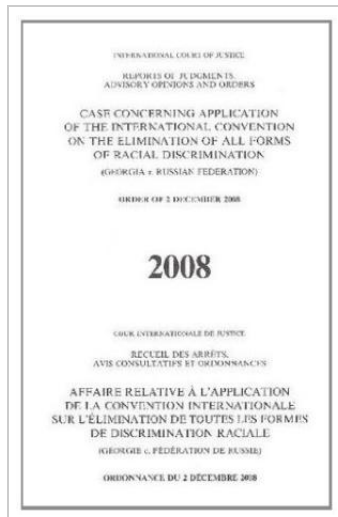 INTERNATIONAL COURT OF JUSTICE
REPORTS OF JUDGMENTS,
ADVISORY OPINIONS AND ORDERS
CASE CONCERNING APPLICATION
OF THE INTERNATIONAL CONVENTION
ON THE ELIMINATION OF ALL FORMS
OF RACIAL DISCRIMINATION
(GEORGIA v. RUSSIAN FEDERATION)
ORDER OF 2 DECEMBER 2008
2008
COUR INTERNATIONALE DE JUSTICE
RECUEIL DES ARRÊTS,
AVIS CONSULTATIFS ET ORDONNANCES
AFFAIRE RELATIVE À L'APPLICATION
DE LA CONVENTION INTERNATIONALE
SUR L'ÉLIMINATION DE TOUTES LES FORMES
DE DISCRIMINATION RACIALE
(GÉORGIE c. FÉDÉRATION DE RUSSIE)
ORDONNANCE DU 2 DÉCEMBRE 2008